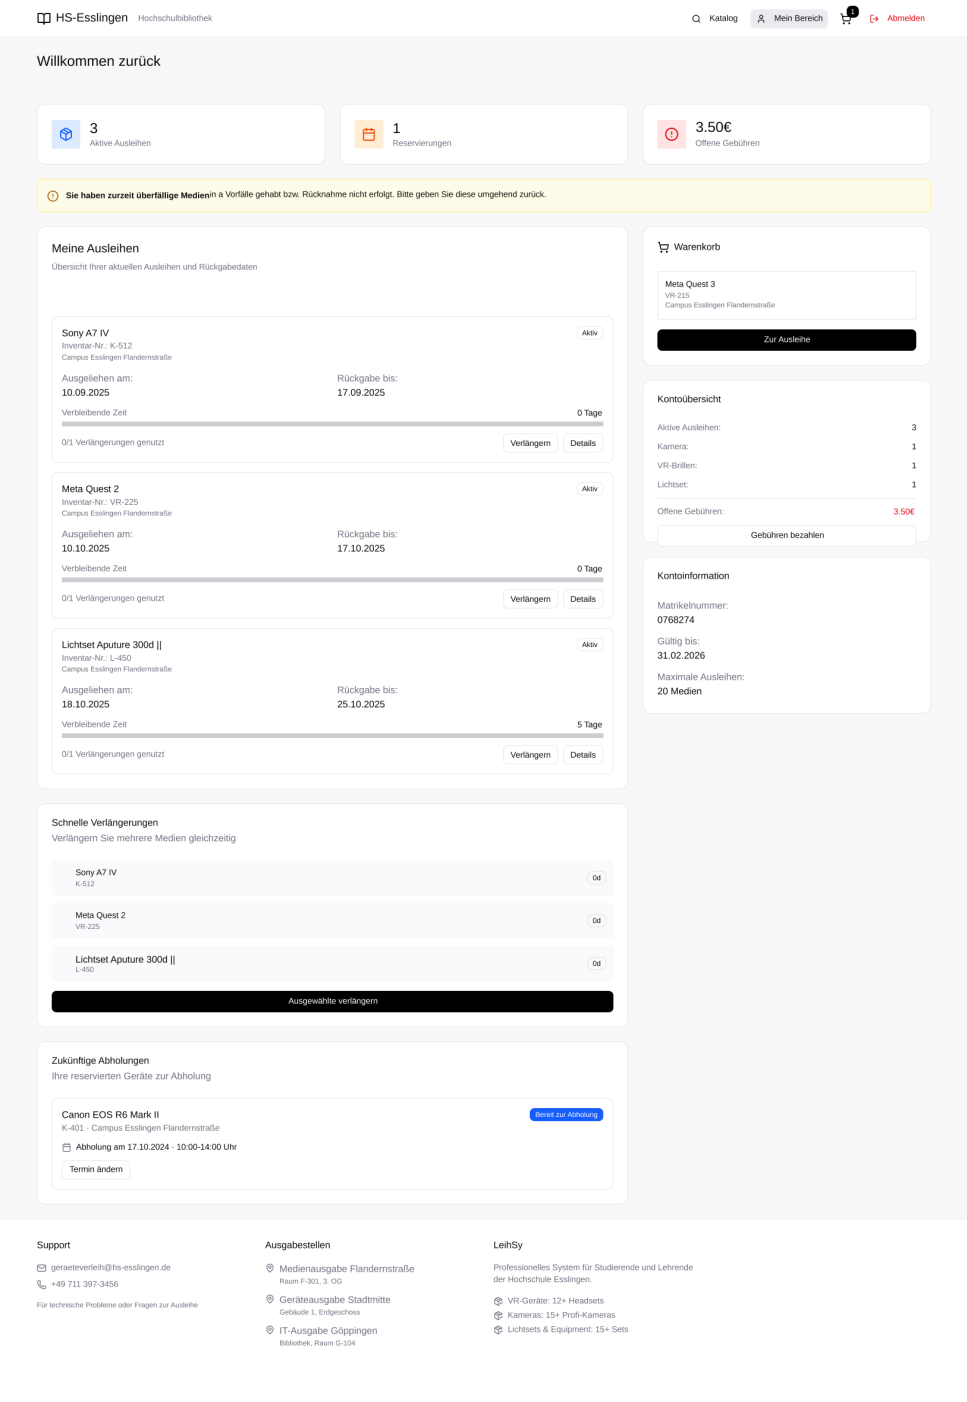 HS-Esslingen Hochschulbibliothek Katalog Mein Bereich 1 Abmelden
Willkommen zurück
3
Aktive Ausleihen
1
Reservierungen
3.50€
Offene Gebühren
Sie haben zurzeit überfällige Medienin a Vorfälle gehabt bzw. Rücknahme nicht erfolgt. Bitte geben Sie diese umgehend zurück.
Meine Ausleihen
Übersicht Ihrer aktuellen Ausleihen und Rückgabedaten
Sony A7 IV Aktiv
Inventar-Nr.: K-512
Campus Esslingen Flandernstraße
Ausgeliehen am: Rückgabe bis:
10.09.2025 17.09.2025
Verbleibende Zeit 0 Tage
0/1 Verlängerungen genutzt Verlängern Details
Meta Quest 2 Aktiv
Inventar-Nr.: VR-225
Campus Esslingen Flandernstraße
Ausgeliehen am: Rückgabe bis:
10.10.2025 17.10.2025
Verbleibende Zeit 0 Tage
0/1 Verlängerungen genutzt Verlängern Details
Lichtset Aputure 300d || Aktiv
Inventar-Nr.: L-450
Campus Esslingen Flandernstraße
Ausgeliehen am: Rückgabe bis:
18.10.2025 25.10.2025
Verbleibende Zeit 5 Tage
0/1 Verlängerungen genutzt Verlängern Details
Warenkorb
Meta Quest 3
VR-215
Campus Esslingen Flandernstraße
Zur Ausleihe
Kontoübersicht
Aktive Ausleihen: 3
Kamera: 1
VR-Brillen: 1
Lichtset: 1
Offene Gebühren: 3.50€
Gebühren bezahlen
Kontoinformation
Matrikelnummer:
0768274
Gültig bis:
31.02.2026
Maximale Ausleihen:
20 Medien
Schnelle Verlängerungen
Verlängern Sie mehrere Medien gleichzeitig
Sony A7 IV
K-512
0d
Meta Quest 2
VR-225
0d
Lichtset Aputure 300d ||
L-450
0d
Ausgewählte verlängern
Zukünftige Abholungen
Ihre reservierten Geräte zur Abholung
Canon EOS R6 Mark II Bereit zur Abholung
K-401 · Campus Esslingen Flandernstraße
Abholung am 17.10.2024 · 10:00-14:00 Uhr
Termin ändern
Support
geraeteverleih@hs-esslingen.de
+49 711 397-3456
Für technische Probleme oder Fragen zur Ausleihe
Ausgabestellen
Medienausgabe Flandernstraße
Raum F-301, 3. OG
Geräteausgabe Stadtmitte
Gebäude 1, Erdgeschoss
IT-Ausgabe Göppingen
Bibliothek, Raum G-104
LeihSy
Professionelles System für Studierende und Lehrende
der Hochschule Esslingen.
VR-Geräte: 12+ Headsets
Kameras: 15+ Profi-Kameras
Lichtsets & Equipment: 15+ Sets